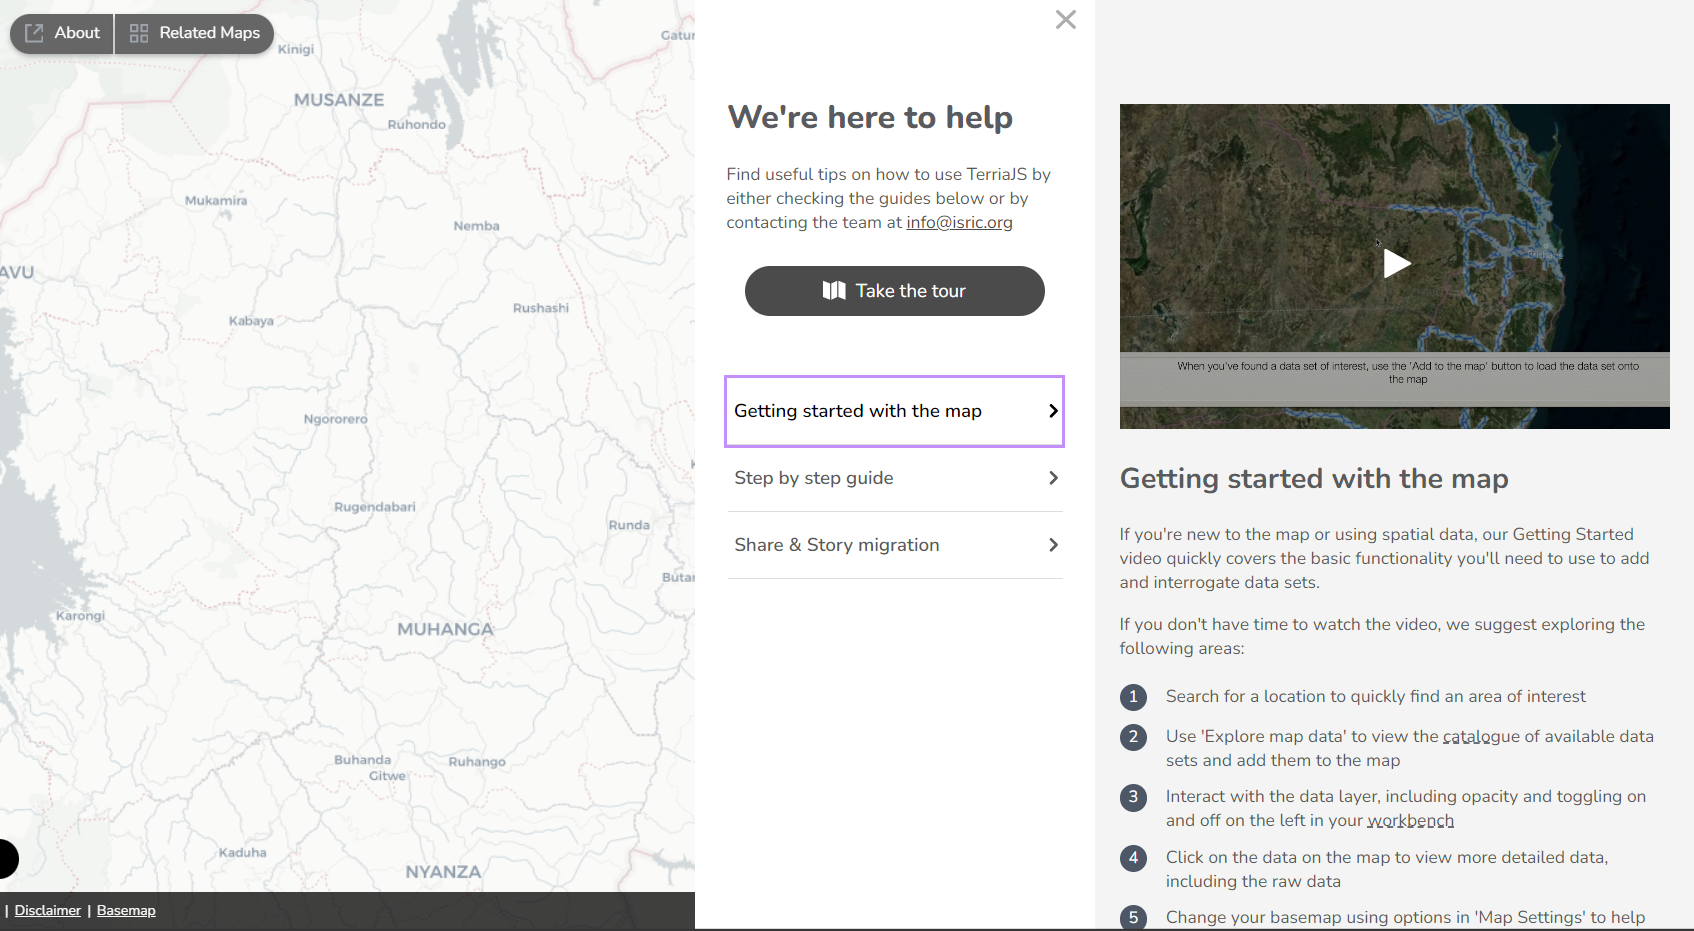 About
Related Maps
Kinigi
Gatur
MUSANZE
Ruhondo
Mukamira
Nemba
AVU
Rushashi
Kabaya
Ngororero
Rugendabari
Runda
Butar
Karongi
MUHANGA
Buhanda
Gitwe
Ruhango
Kaduha
NYANZA
| Disclaimer | Basemap
We're here to help
Find useful tips on how to use TerriaJS by
either checking the guides below or by
contacting the team at info@isric.org
Take the tour
Getting started with the map
Step by step guide
Share & Story migration
When you've found a data set of interest, use the 'Add to the map' button to load the data set onto
the map
Getting started with the map
If you're new to the map or using spatial data, our Getting Started
video quickly covers the basic functionality you'll need to use to add
and interrogate data sets.
If you don't have time to watch the video, we suggest exploring the
following areas:
1 Search for a location to quickly find an area of interest
2 Use 'Explore map data' to view the catalogue of available data
sets and add them to the map
3 Interact with the data layer, including opacity and toggling on
and off on the left in your workbench
4 Click on the data on the map to view more detailed data,
including the raw data
5 Change your basemap using options in 'Map Settings' to help